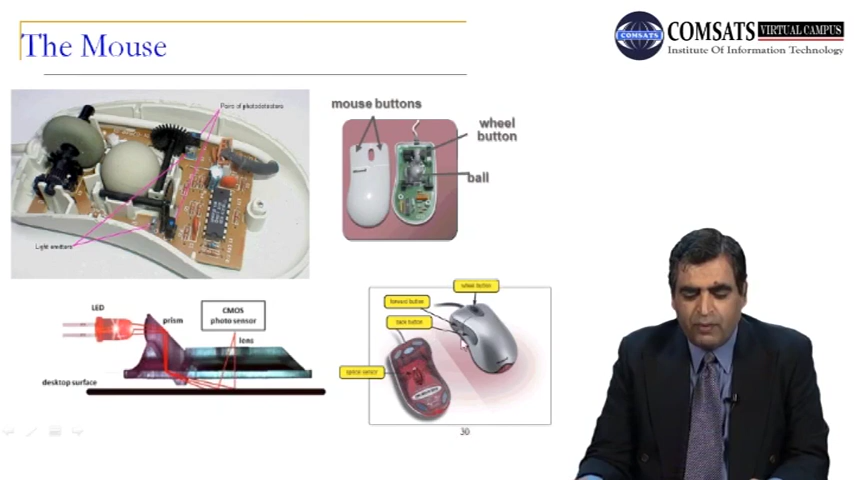 The Mouse
COMSATS
COMSATS
VIRTUAL CAMPUS
Institute Of Information Technology
Pairs of photodetectors
Light emitters
mouse buttons
wheel
button
ball
LED
prism
CMOS
photo sensor
lens
desktop surface
wheel button
forward button
back button
optical sensor
30